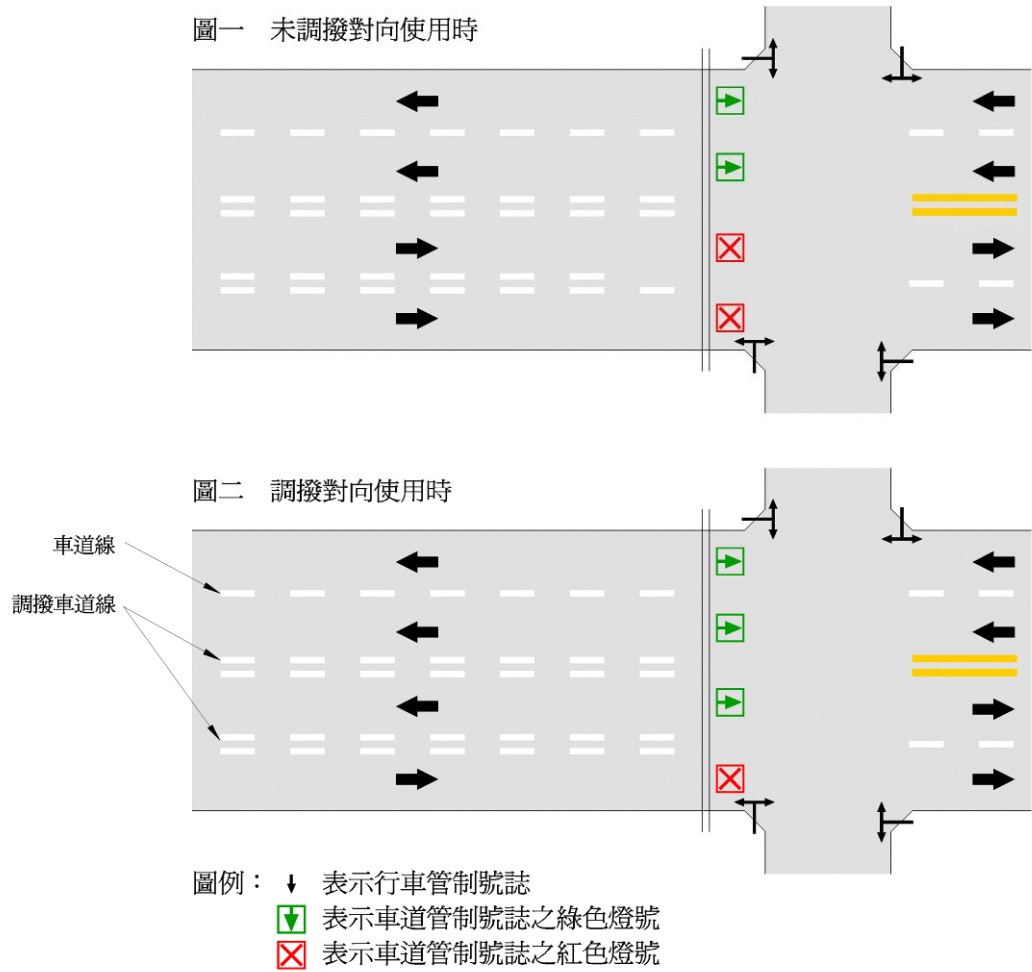 圖一　未調撥對向使用時
圖二　調撥對向使用時
車道線
調撥車道線
圖例：　表示行車管制號誌
表示車道管制號誌之綠色燈號
表示車道管制號誌之紅色燈號